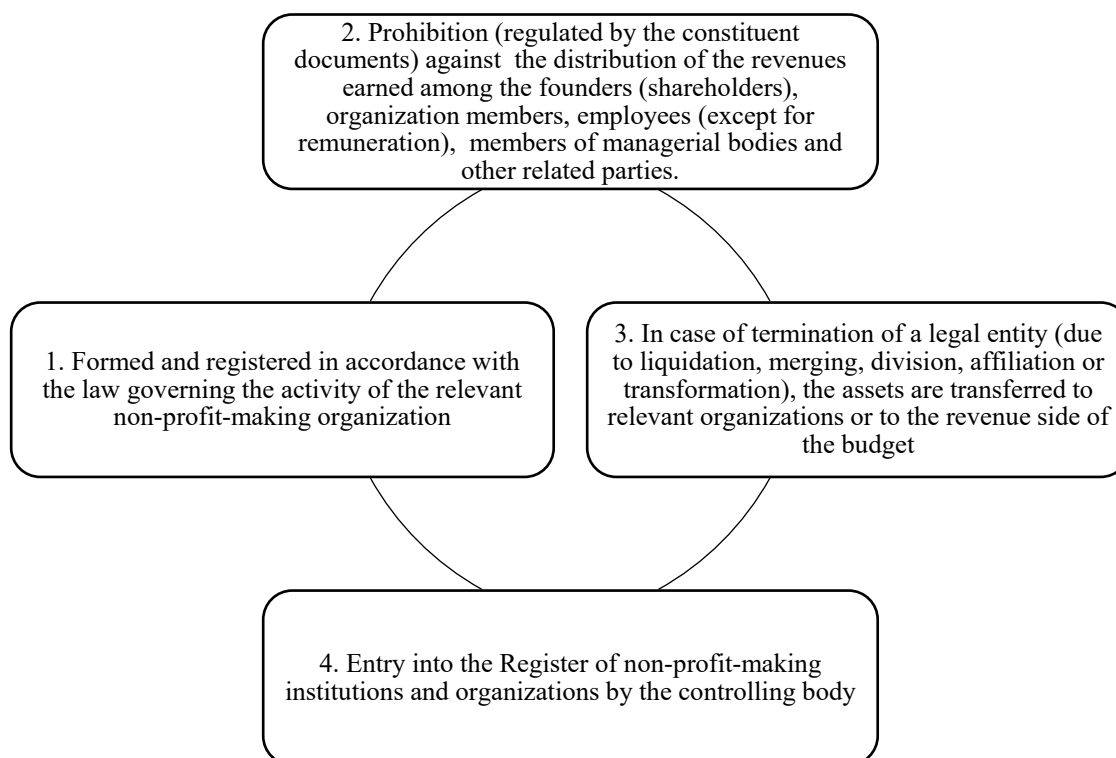 2. Prohibition (regulated by the constituent
documents) against  the distribution of the revenues
earned among the founders (shareholders),
organization members, employees (except for
remuneration),  members of managerial bodies and
other related parties.
1. Formed and registered in accordance with
the law governing the activity of the relevant
non-profit-making organization
3. In case of termination of a legal entity (due
to liquidation, merging, division, affiliation or
transformation), the assets are transferred to
relevant organizations or to the revenue side of
the budget
4. Entry into the Register of non-profit-making
institutions and organizations by the controlling body